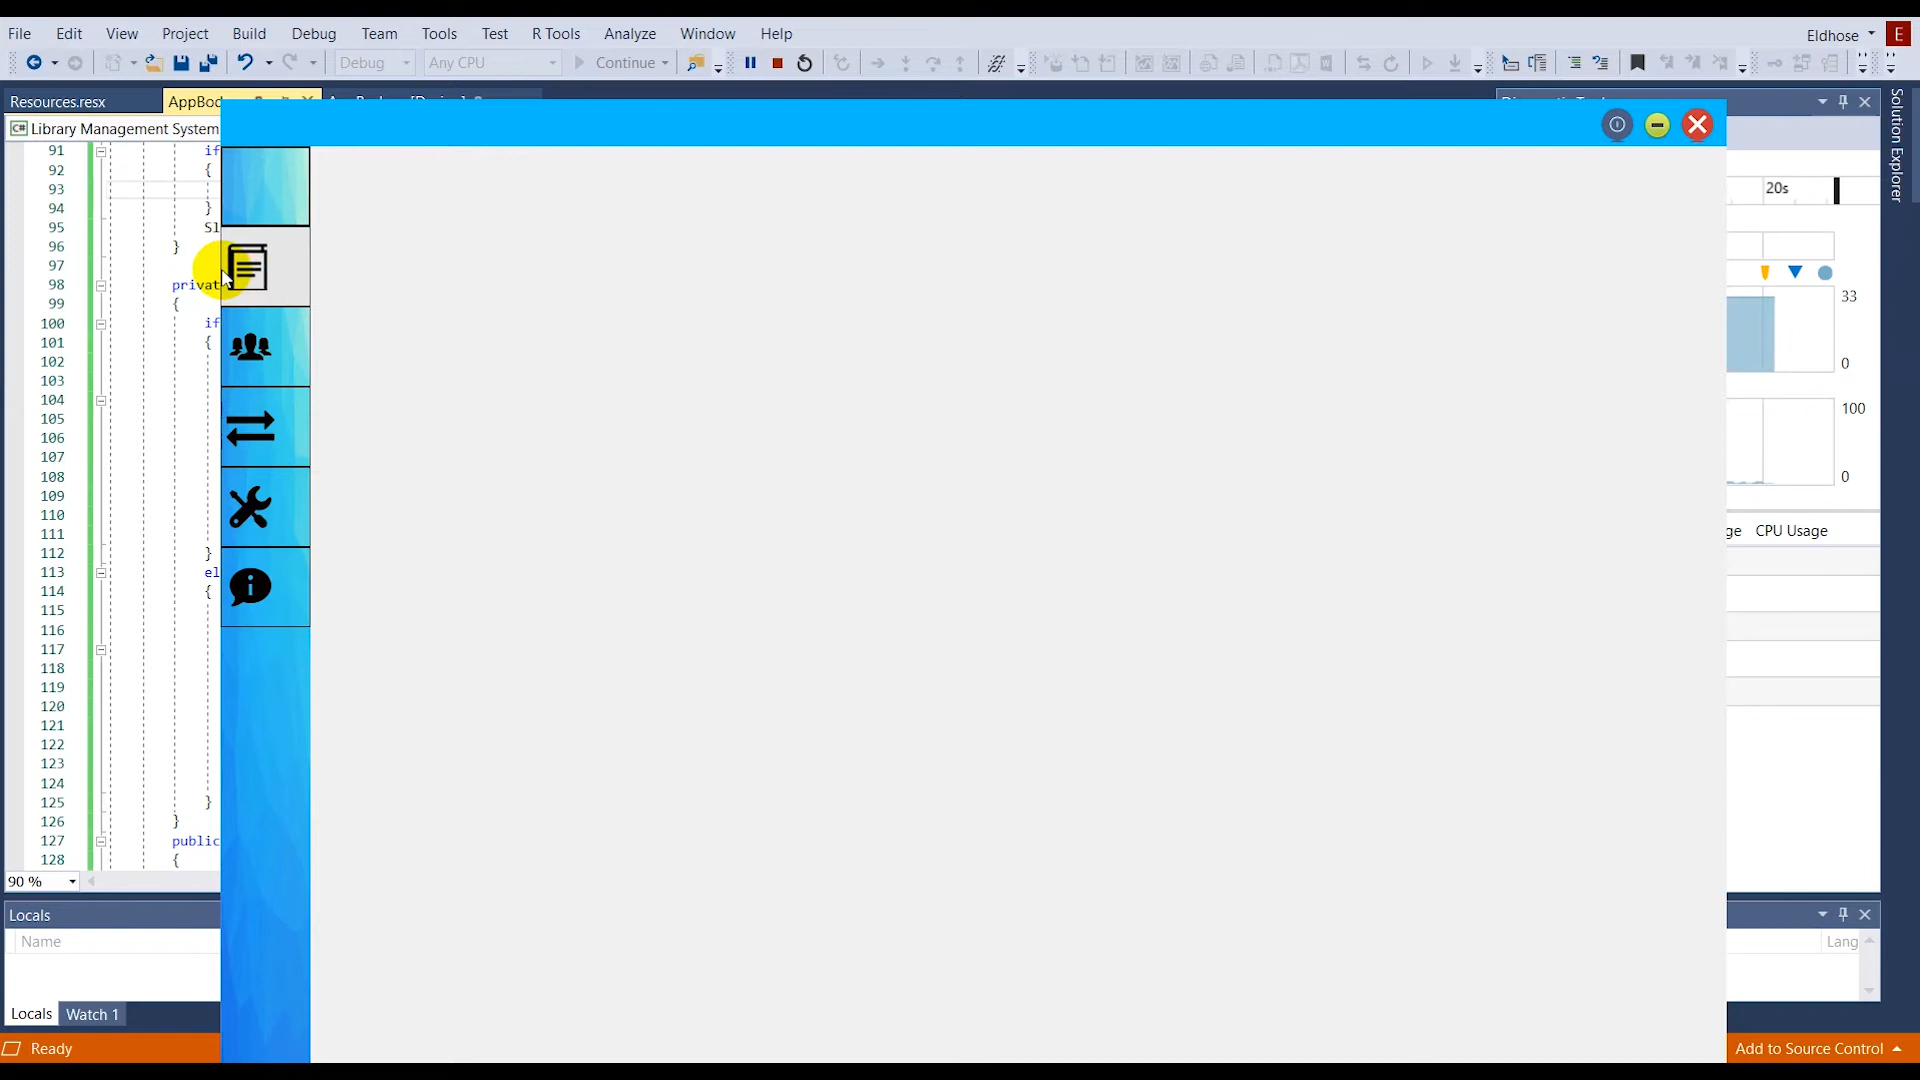 File Edit View Project Build Debug Team Tools Test R Tools Analyze Window Help
Eldhose E
Debug Any CPU Continue
Resources.resx AppBod
C# Library Management System
20s
91 if
92 {
93
94 }
95 Sl
96 }
97
98 privat
99 {
100 if
101 {
102
103
104
105
106
107
108
109
110
111
112 }
113 el
114 {
115
116
117
118
119
120
121
122
123
124
125 }
126 }
127 public
128 {
33
0
100
0
ge CPU Usage
Solution Explorer
90 %
Locals
Name
Lang
Locals Watch 1
Ready
Add to Source Control